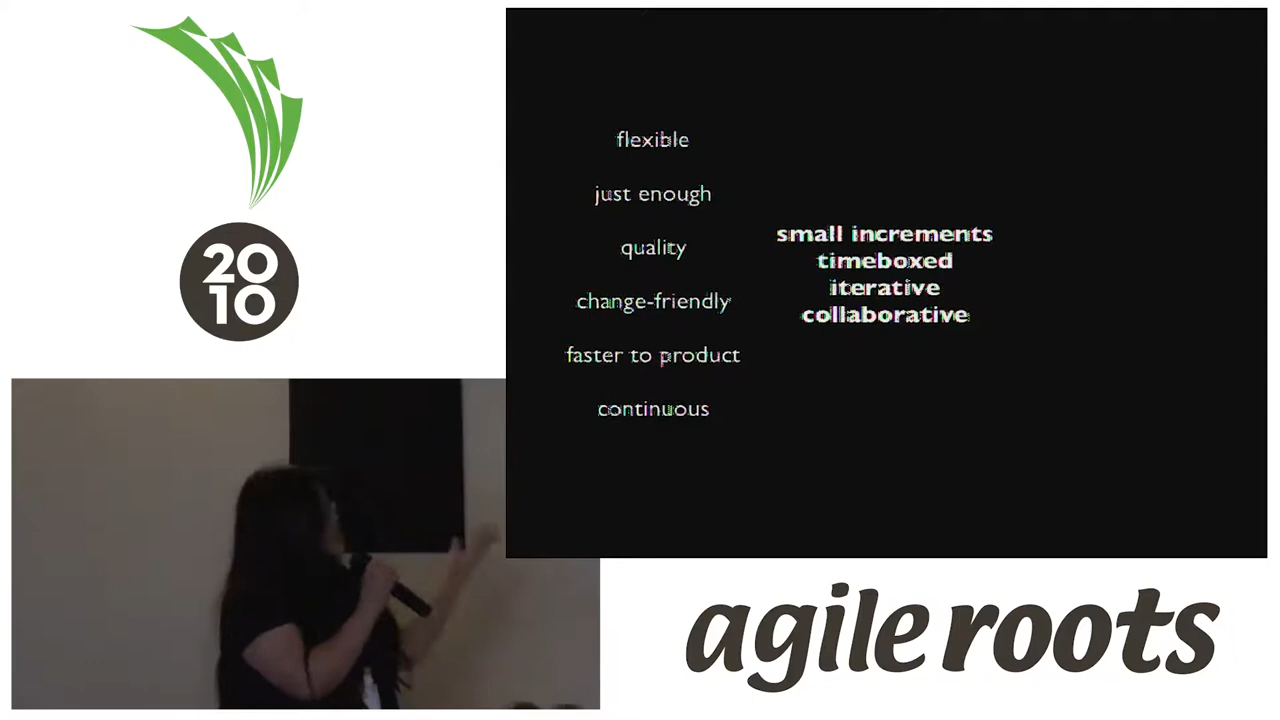 20
10
flexible
just enough
quality
change-friendly
faster to product
continuous
small increments
timeboxed
iterative
collaborative
agile roots